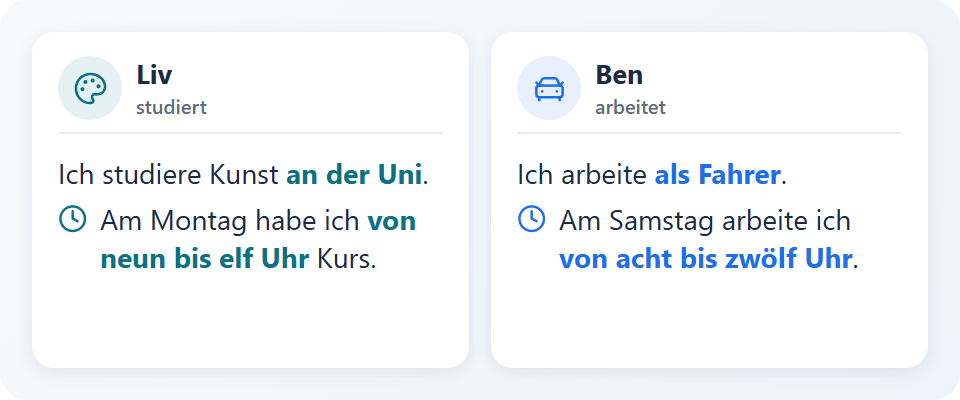 Liv
studiert
Ich studiere Kunst an der Uni.
Am Montag habe ich von
neun bis elf Uhr Kurs.
Ben
arbeitet
Ich arbeite als Fahrer.
Am Samstag arbeite ich
von acht bis zwölf Uhr.